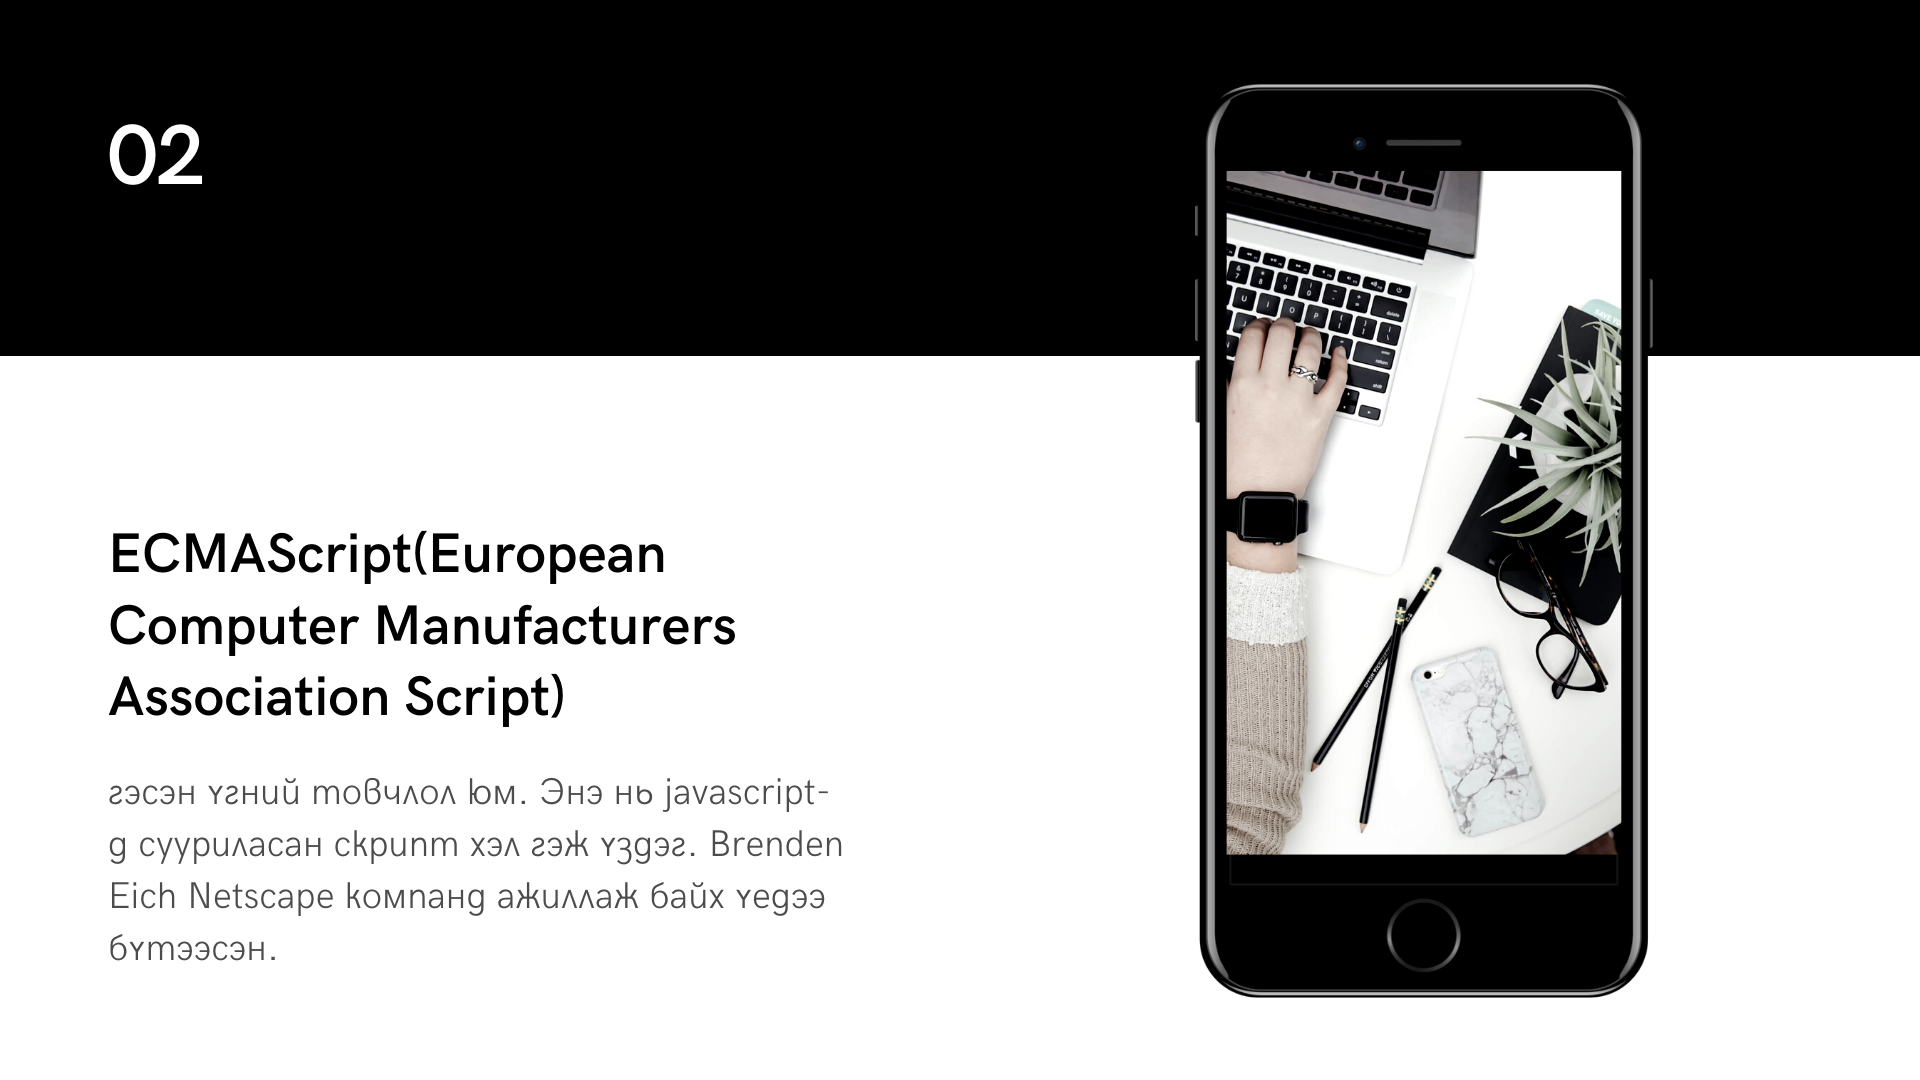 02
ECMAScript(European
Computer Manufacturers
Association Script)
гэсэн үгний товчлол юм. Энэ нь javascript-
д суурилаcан скрипт хэл гэж үздэг. Brenden
Eich Netscape компанд ажиллаж байх үедээ
бүтээсэн.